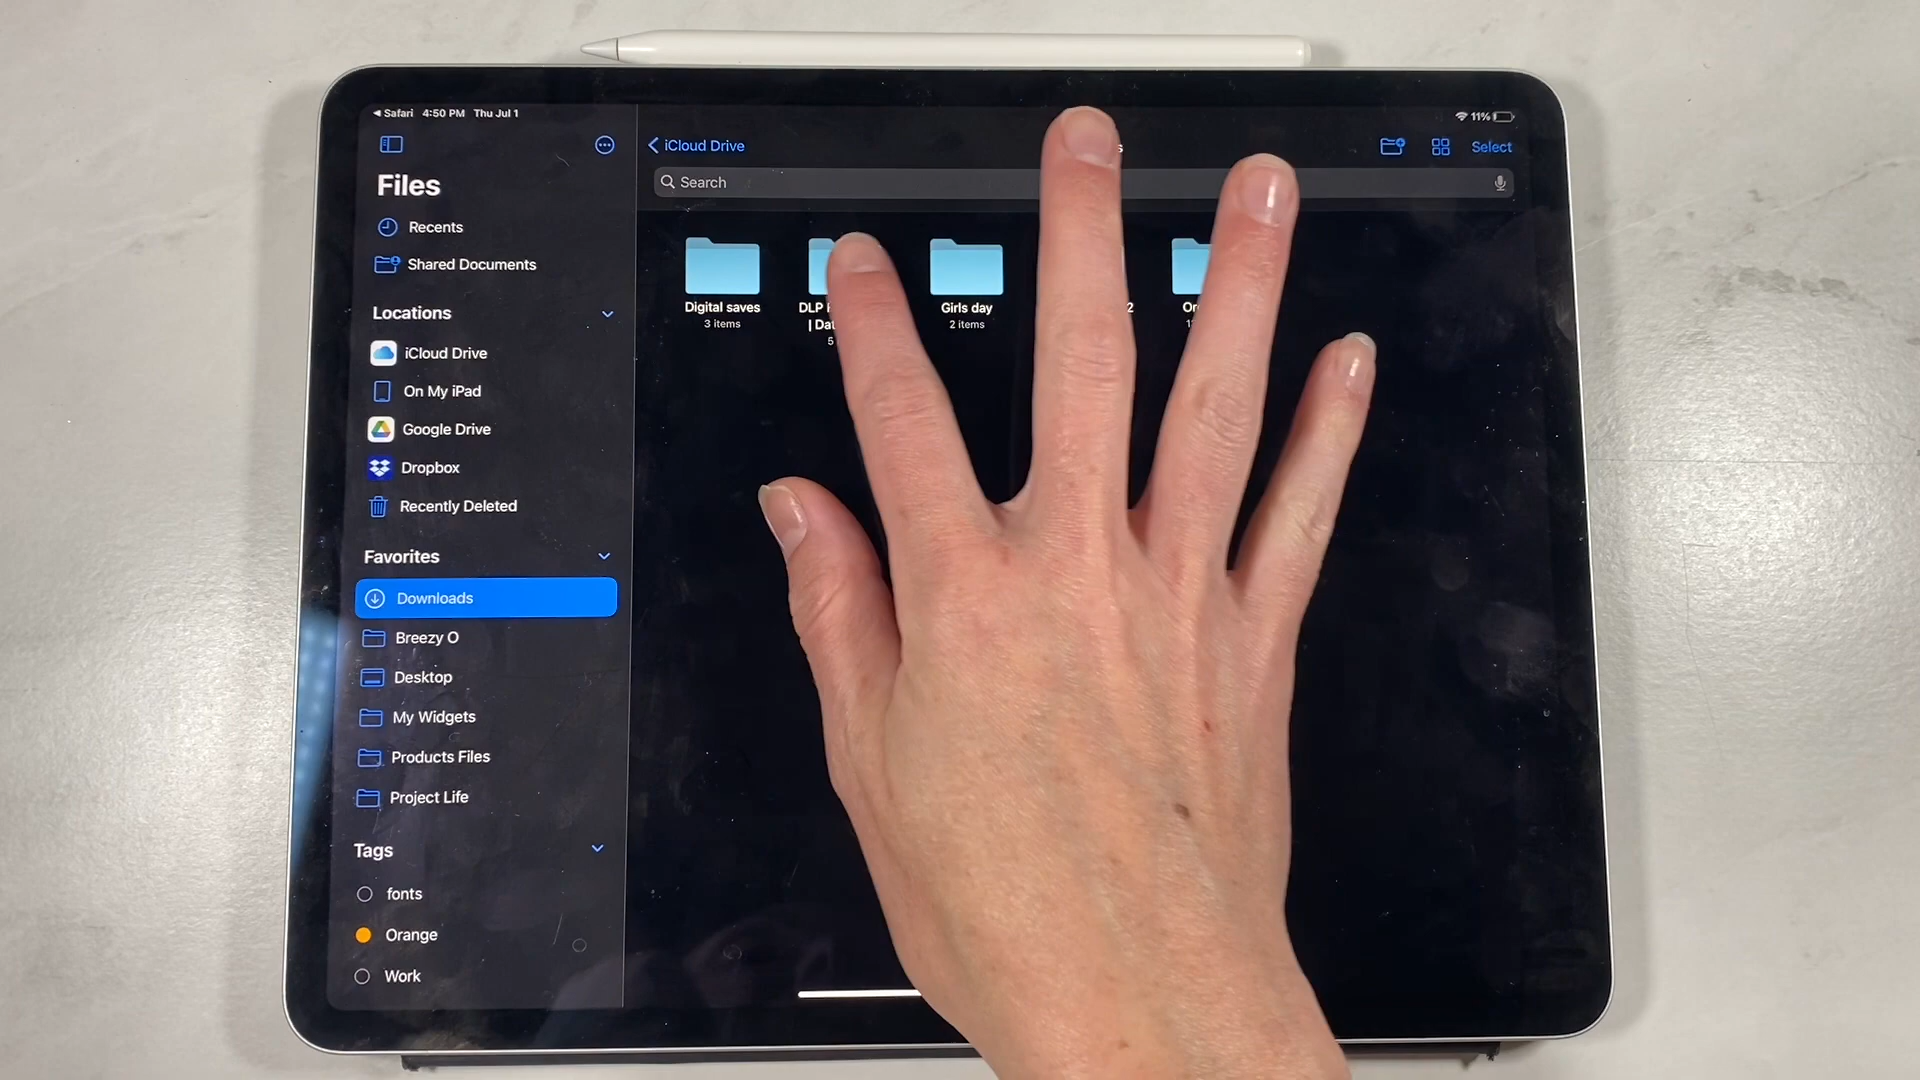 Safari 4:50 PM Thu Jul 1
11%
Files
Recents
Shared Documents
Locations
iCloud Drive
On My iPad
Google Drive
Dropbox
Recently Deleted
Favorites
Downloads
Breezy O
Desktop
My Widgets
Products Files
Project Life
Tags
fonts
Orange
Work
iCloud Drive
Select
Search
Digital saves
3 items
DLP
5
Girls day
2 items
2